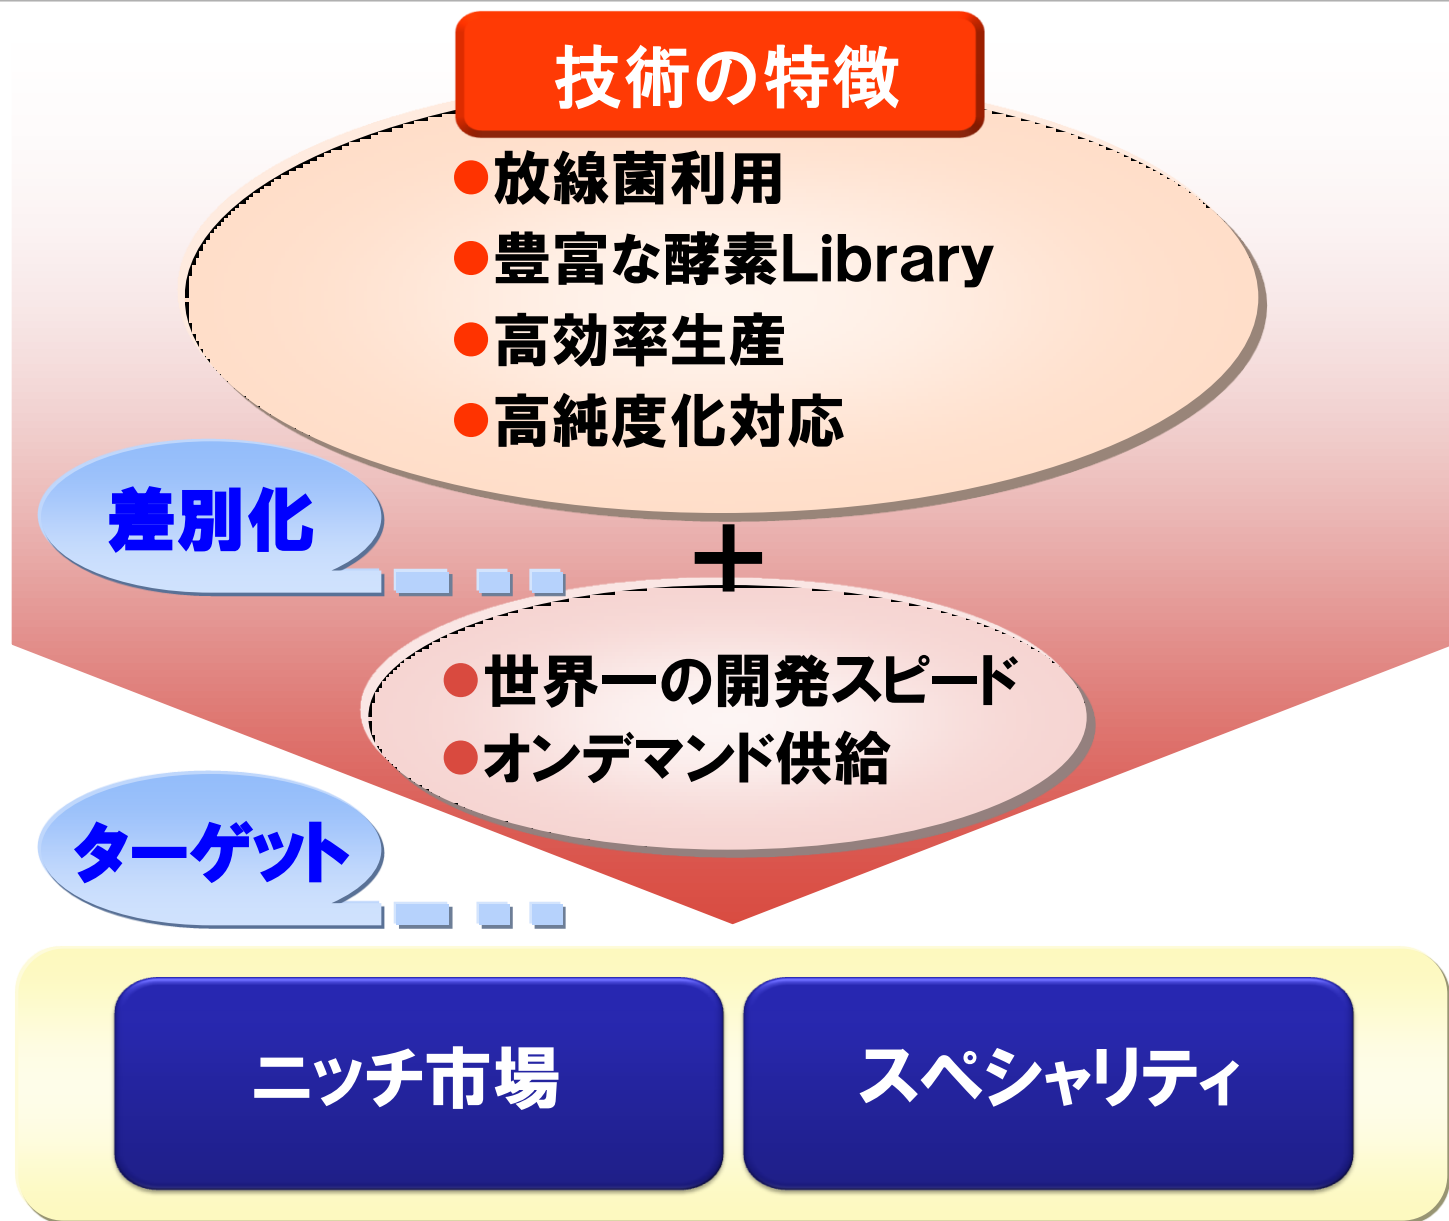 技術の特徴
●放線菌利用
●豊富な酵素Library
●高効率生産
●高純度化対応
差別化
＋
●世界一の開発スピード
●オンデマンド供給
ターゲット
ニッチ市場
スペシャリティ